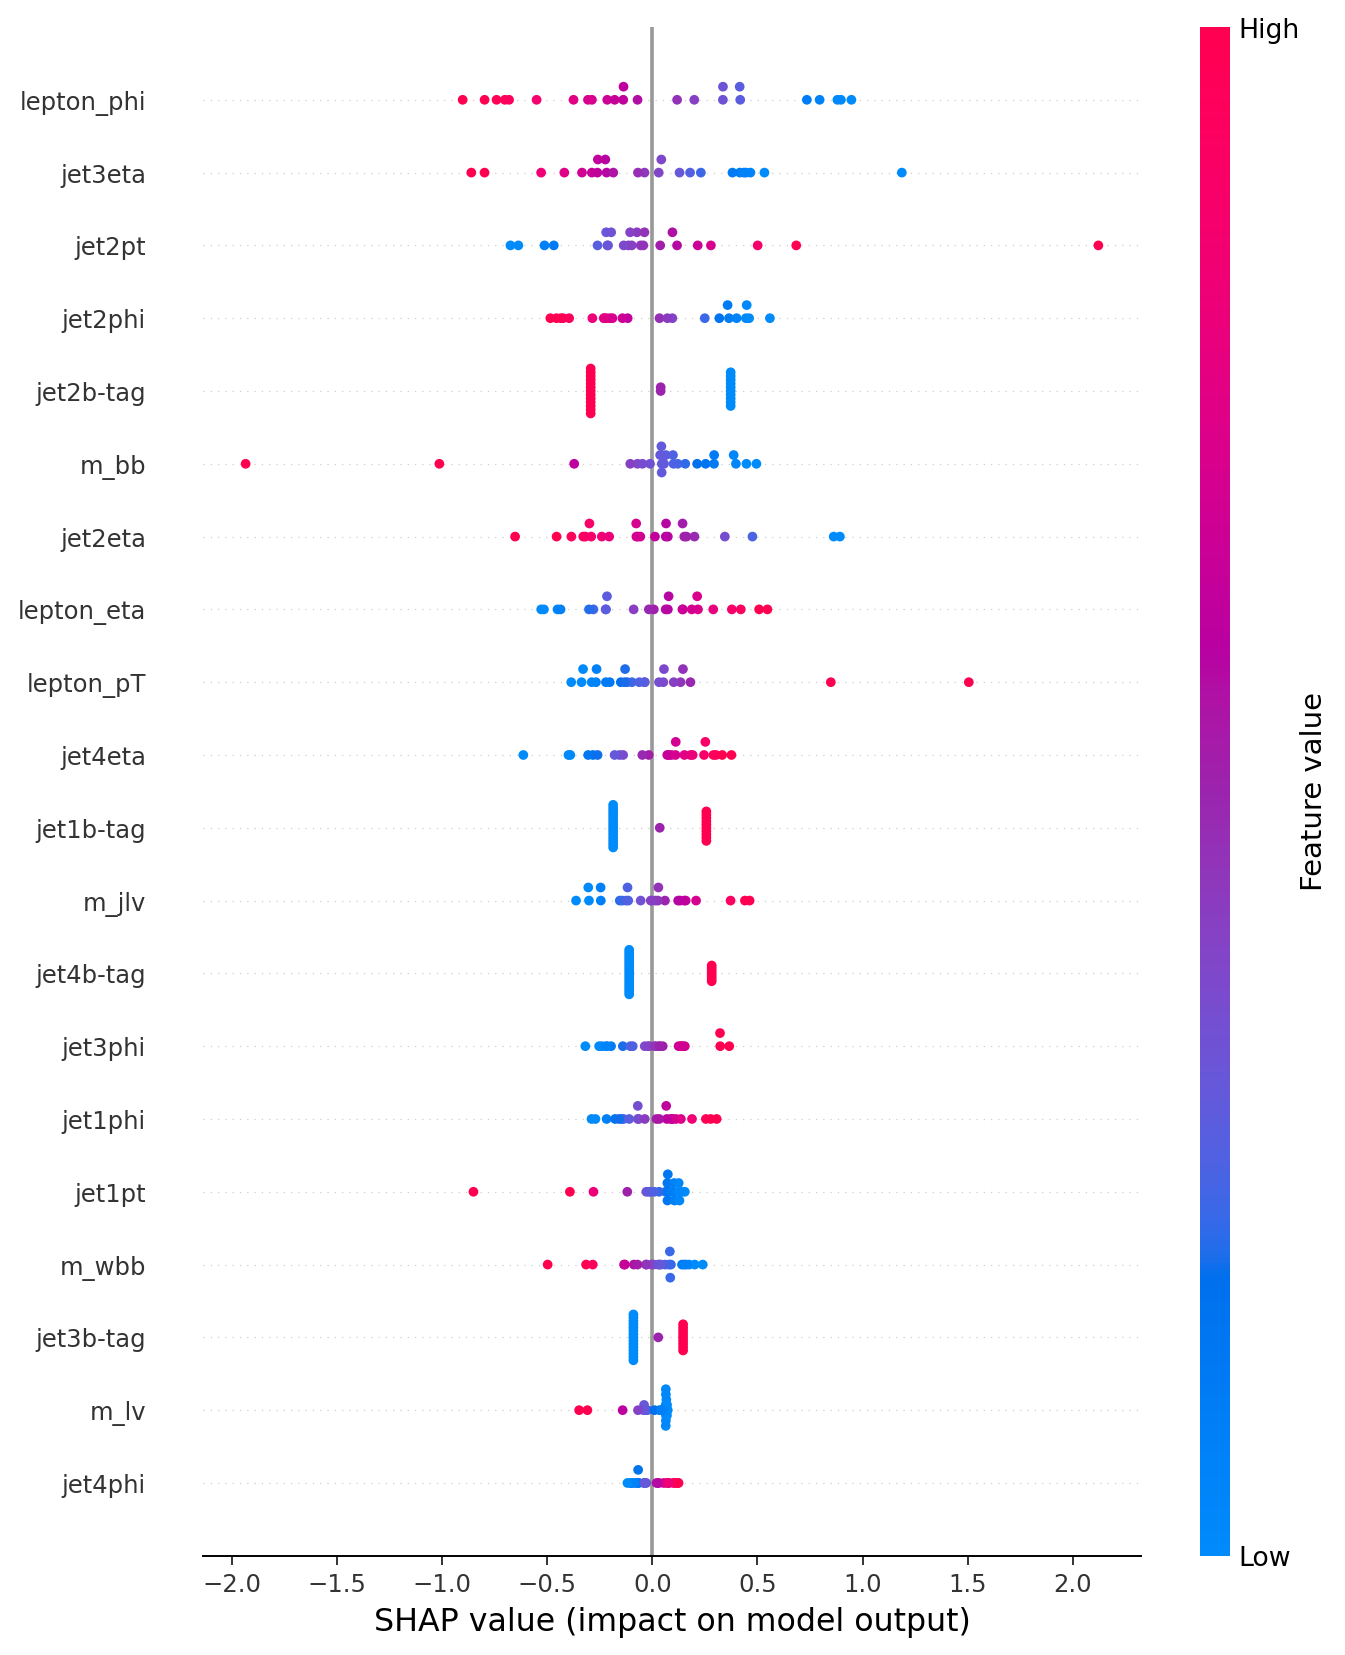 High
lepton_phi
jet3eta
jet2pt
jet2phi
jet2b-tag
m_bb
jet2eta
lepton_eta
lepton_pT
jet4eta
jet1b-tag
m_jlv
jet4b-tag
jet3phi
jet1phi
jet1pt
m_wbb
jet3b-tag
m_lv
jet4phi
Feature value
Low
−2.0 −1.5 −1.0 −0.5 0.0 0.5 1.0 1.5 2.0
SHAP value (impact on model output)